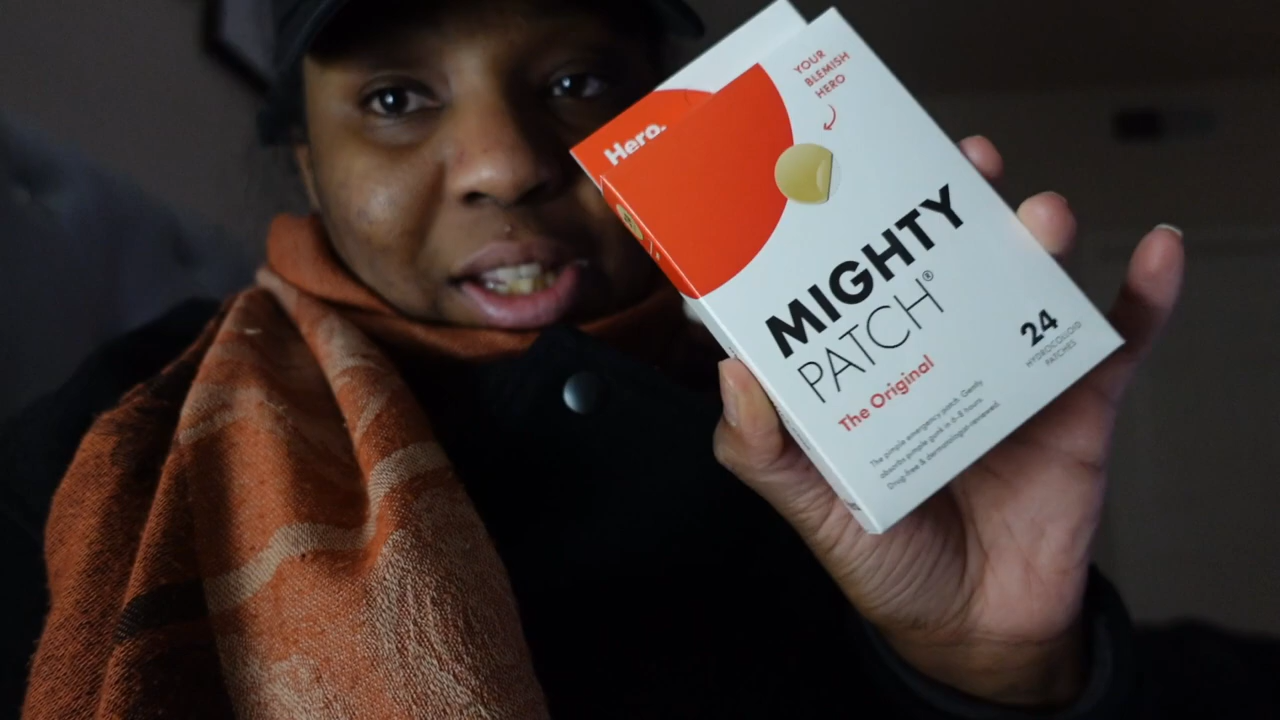 Hero.
YOUR
BLEMISH
HERO
MIGHTY
PATCH®
The Original
24
HYDROCOLLOID
PATCHES
The pimple emergency patch. Gently
absorbs pimple gunk in 6-8 hours.
Drug-free & dermatologist-reviewed.